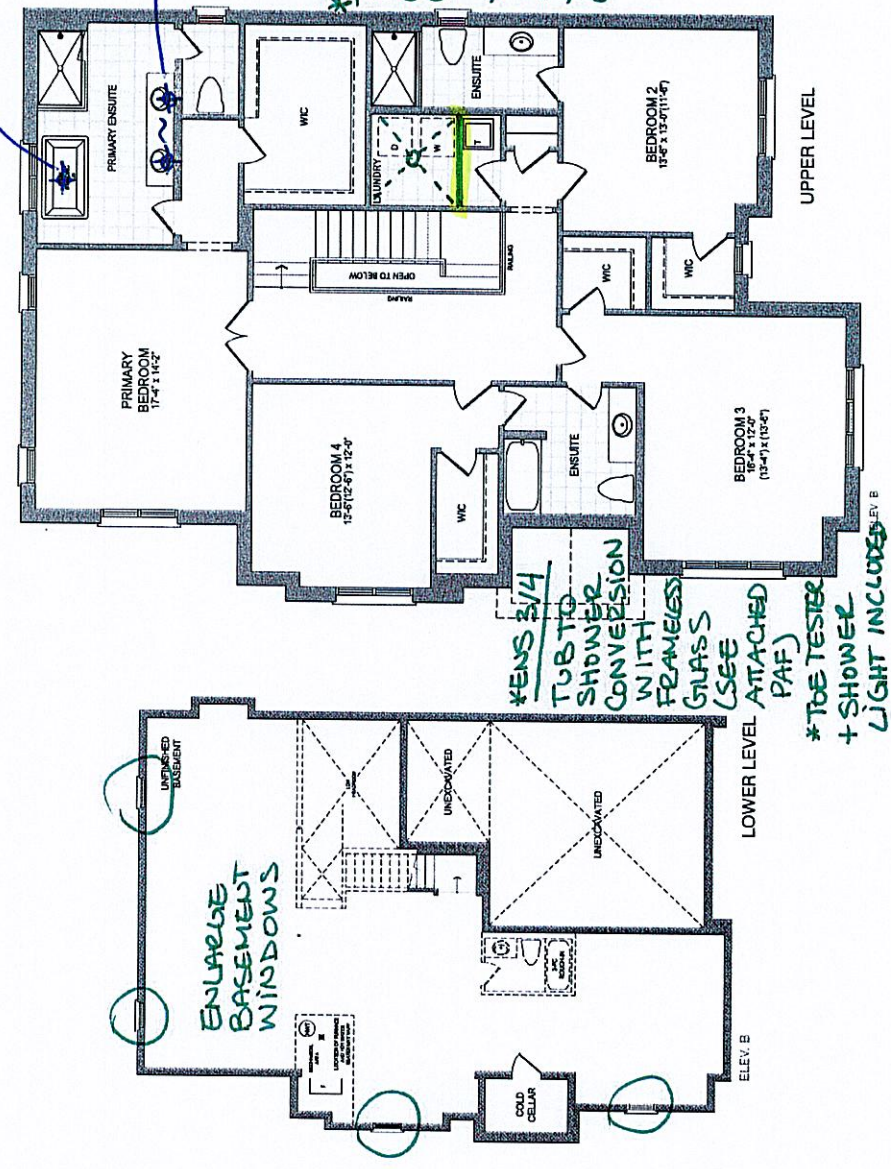 PRIMARY ENSUITE
WIC
ENSUITE
LAUNDRY
D
W
T
BEDROOM 2
13'-6" x 13'-0"(11'-6")
UPPER LEVEL
PRIMARY
BEDROOM
17'-4" x 14'-2"
OPEN TO BELOW
RAILING
RAILING
WIC
WIC
BEDROOM 4
13'-6"(12'-6") x 12'-0"
WIC
ENSUITE
BEDROOM 3
16'-4" x 12'-0"
(13'-4") x (13'-6")
ELEV. B
*ENS 3/4
TUB TO
SHOWER
CONVERSION
WITH
FRAMELESS
GLASS
(SEE
ATTACHED
PAF)
*TOE TESTER
+ SHOWER
LIGHT INCLUDED
UNFINISHED
BASEMENT
ENLARGE
BASEMENT
WINDOWS
UNEXCAVATED
UNEXCAVATED
COLD
CELLAR
LOWER LEVEL
ELEV. B